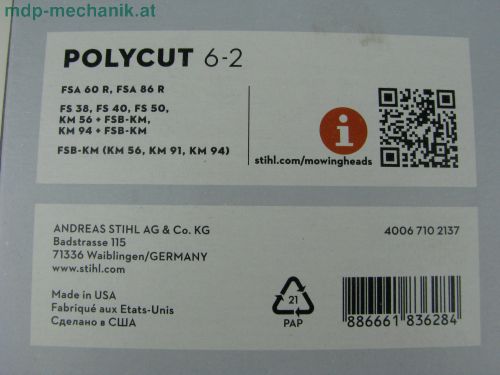 mdp-mechanik.at
POLYCUT 6-2
FSA 60 R, FSA 86 R
FS 38, FS 40, FS 50,
KM 56 + FSB-KM,
KM 94 + FSB-KM
FSB-KM (KM 56, KM 91, KM 94)
i
stihl.com/mowingheads
ANDREAS STIHL AG & Co. KG
Badstrasse 115
71336 Waiblingen/GERMANY
www.stihl.com
4006 710 2137
Made in USA
Fabriqué aux Etats-Unis
Сделано в США
21
PAP
886661 836284